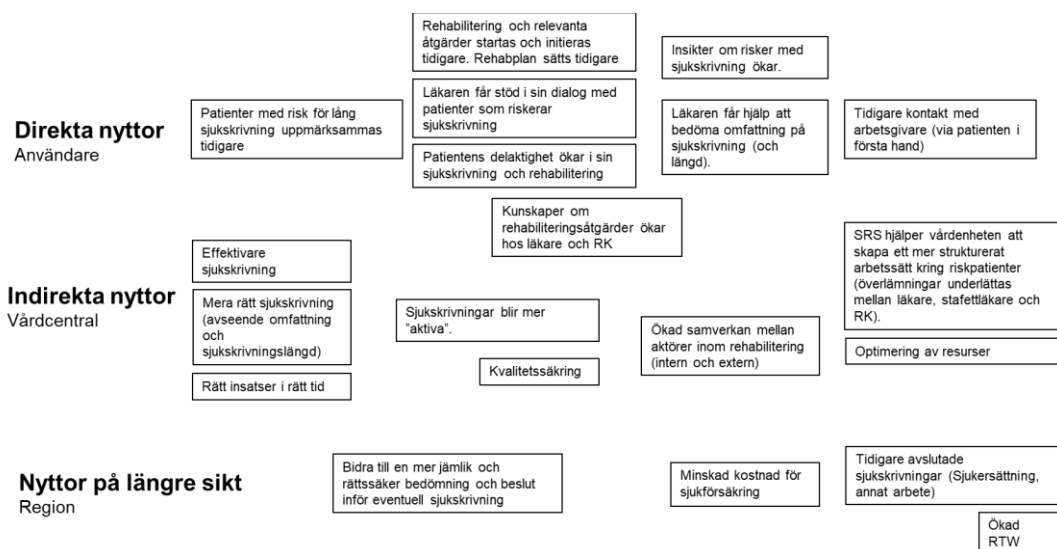 Direkta nyttor
Användare
Patienter med risk för lång
sjukskrivning uppmärksammas
tidigare
Rehabilitering och relevanta
åtgärder startas och initieras
tidigare. Rehabplan sätts tidigare
Läkaren får stöd i sin dialog med
patienter som riskerar
sjukskrivning
Patientens delaktighet ökar i sin
sjukskrivning och rehabilitering
Insikter om risker med
sjukskrivning ökar.
Läkaren får hjälp att
bedöma omfattning på
sjukskrivning (och
längd).
Tidigare kontakt med
arbetsgivare (via patienten i
första hand)
Kunskaper om
rehabiliteringsåtgärder ökar
hos läkare och RK
Indirekta nyttor
Vårdcentral
Effektivare
sjukskrivning
Mera rätt sjukskrivning
(avseende omfattning
och
sjukskrivningslängd)
Rätt insatser i rätt tid
Sjukskrivningar blir mer
”aktiva”.
Kvalitetssäkring
Ökad samverkan mellan
aktörer inom rehabilitering
(intern och extern)
SRS hjälper vårdenheten att
skapa ett mer strukturerat
arbetssätt kring riskpatienter
(överlämningar underlättas
mellan läkare, stafettläkare och
RK).
Optimering av resurser
Nyttor på längre sikt
Region
Bidra till en mer jämlik och
rättssäker bedömning och beslut
inför eventuell sjukskrivning
Minskad kostnad för
sjukförsäkring
Tidigare avslutade
sjukskrivningar (Sjukersättning,
annat arbete)
Ökad
RTW